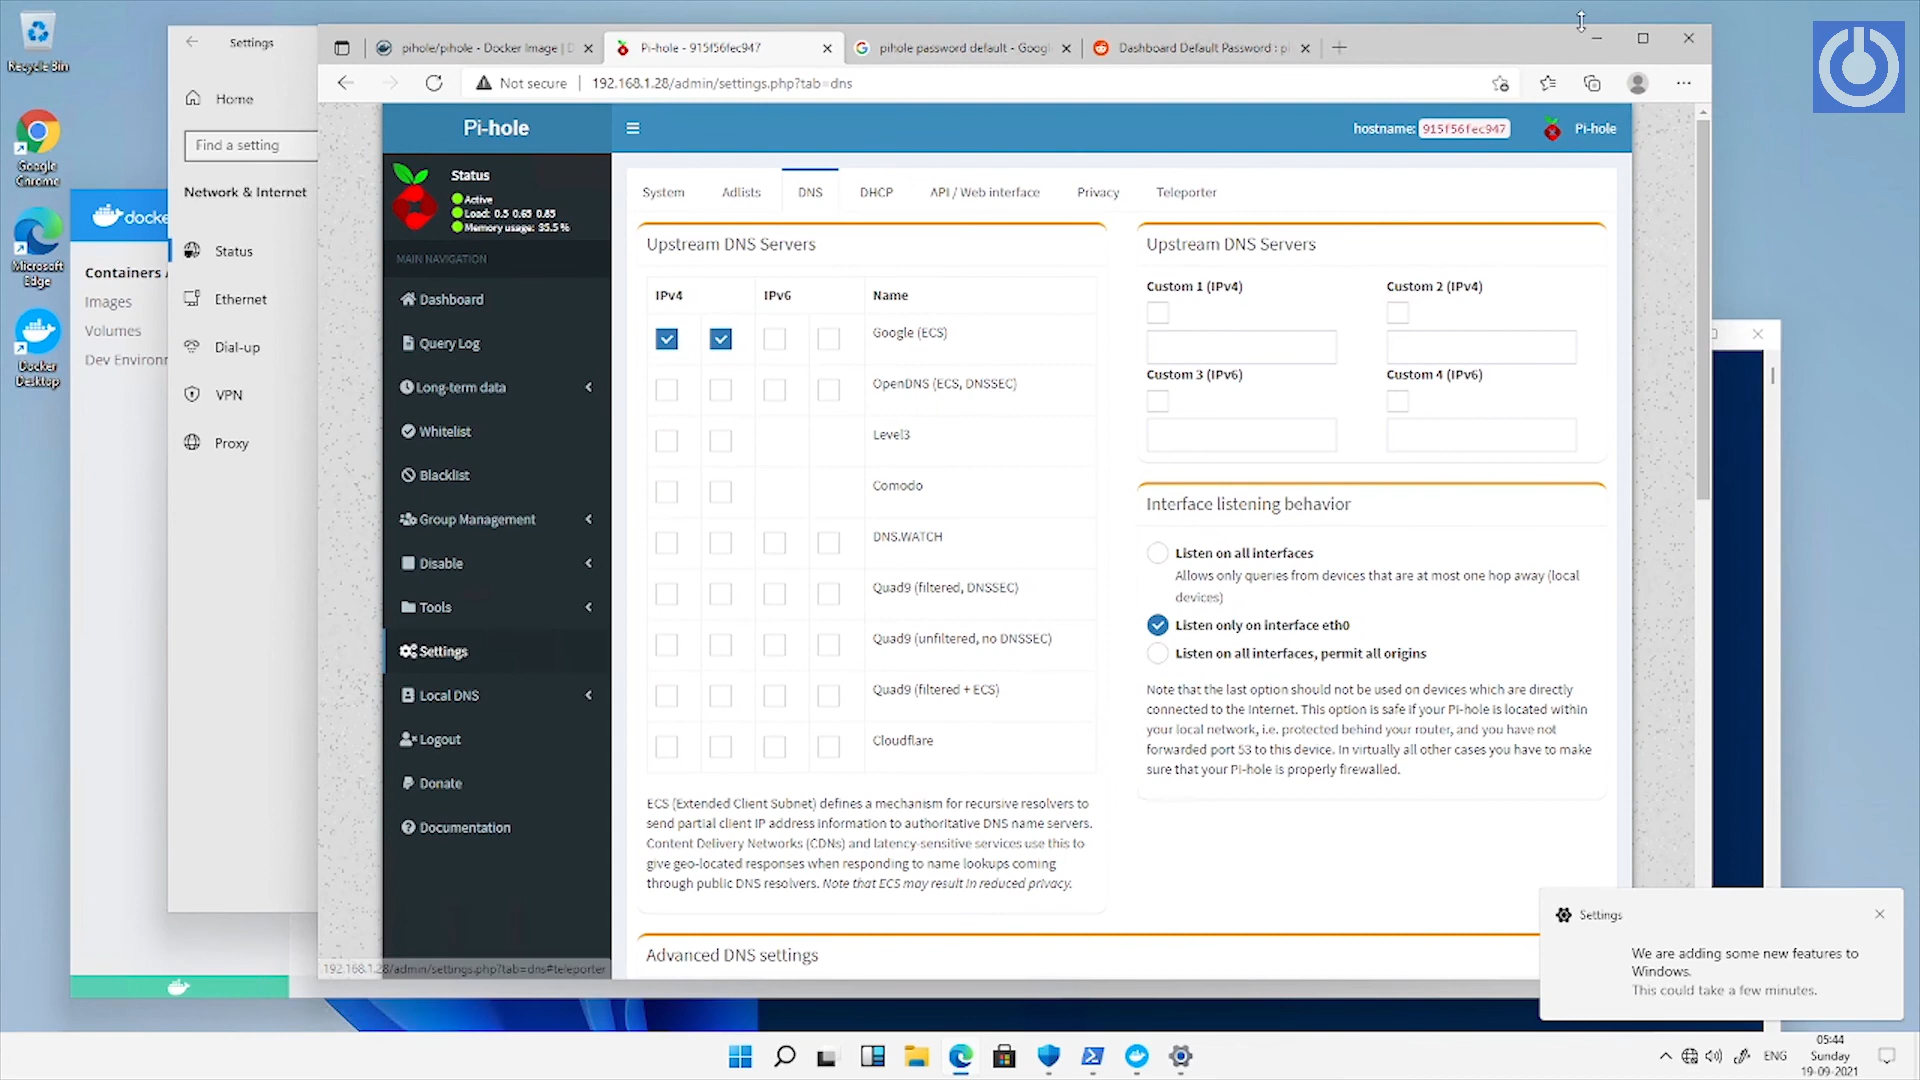 Recycle Bin
Google Chrome
Microsoft Edge
Docker Desktop
docke
Containers
Images
Volumes
Dev Environ
Settings
Home
Find a setting
Network & Internet
Status
Ethernet
Dial-up
VPN
Proxy
pihole/pihole - Docker Image | D
Pi-hole - 915f56fec947
pihole password default - Googl
Dashboard Default Password : pi
Not secure
192.168.1.28/admin/settings.php?tab=dns
Pi-hole
hostname: 915f56fec947
Pi-hole
Status
Active
Load: 0.5 0.65 0.85
Memory usage: 35.5 %
MAIN NAVIGATION
Dashboard
Query Log
Long-term data
Whitelist
Blacklist
Group Management
Disable
Tools
Settings
Local DNS
Logout
Donate
Documentation
192.168.1.28/admin/settings.php?tab=dns#teleporter
System
Adlists
DNS
DHCP
API / Web interface
Privacy
Teleporter
Upstream DNS Servers
IPv4 IPv6 Name
Google (ECS)
OpenDNS (ECS, DNSSEC)
Level3
Comodo
DNS.WATCH
Quad9 (filtered, DNSSEC)
Quad9 (unfiltered, no DNSSEC)
Quad9 (filtered + ECS)
Cloudflare
ECS (Extended Client Subnet) defines a mechanism for recursive resolvers to
send partial client IP address information to authoritative DNS name servers.
Content Delivery Networks (CDNs) and latency-sensitive services use this to
give geo-located responses when responding to name lookups coming
through public DNS resolvers. Note that ECS may result in reduced privacy.
Upstream DNS Servers
Custom 1 (IPv4) Custom 2 (IPv4)
Custom 3 (IPv6) Custom 4 (IPv6)
Interface listening behavior
Listen on all interfaces
Allows only queries from devices that are at most one hop away (local
devices)
Listen only on interface eth0
Listen on all interfaces, permit all origins
Note that the last option should not be used on devices which are directly
connected to the Internet. This option is safe if your Pi-hole is located within
your local network, i.e. protected behind your router, and you have not
forwarded port 53 to this device. In virtually all other cases you have to make
sure that your Pi-hole is properly firewalled.
Advanced DNS settings
Settings
We are adding some new features to
Windows.
This could take a few minutes.
ENG
05:44
Sunday
19-09-2021